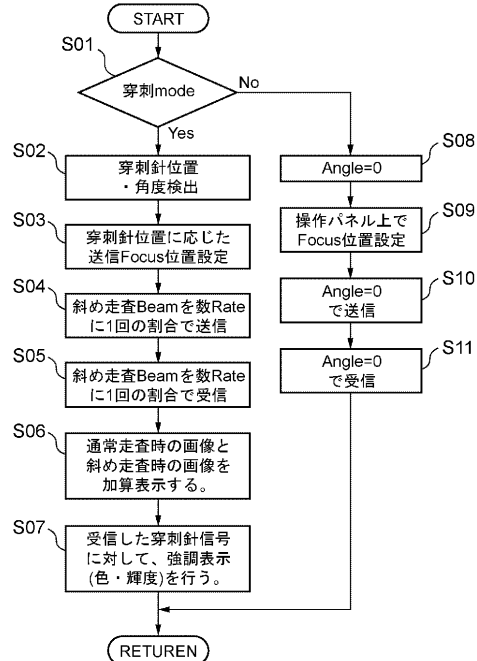 START
S01
穿刺mode
No
Yes
S02
穿刺針位置
・角度検出
S03
穿刺針位置に応じた
送信Focus位置設定
S04
斜め走査Beamを数Rate
に1回の割合で送信
S05
斜め走査Beamを数Rate
に1回の割合で受信
S06
通常走査時の画像と
斜め走査時の画像を
加算表示する。
S07
受信した穿刺針信号
に対して、強調表示
(色・輝度)を行う。
S08
Angle=0
S09
操作パネル上で
Focus位置設定
S10
Angle=0
で送信
S11
Angle=0
で受信
RETUREN